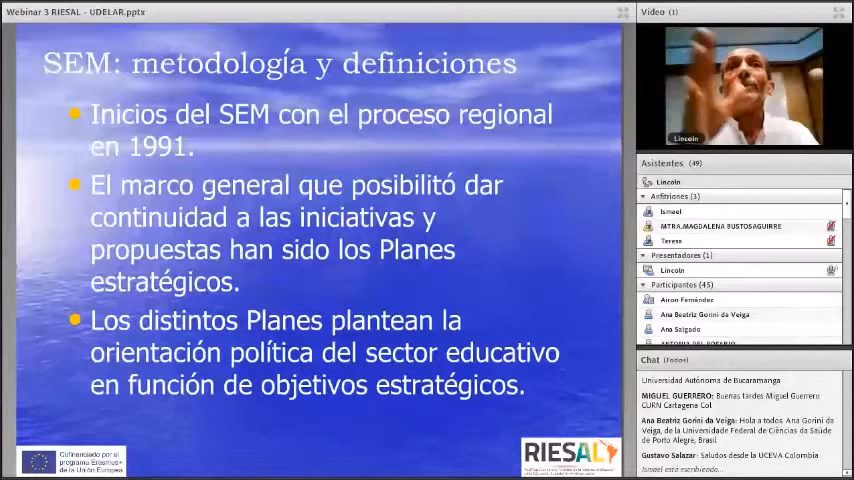 Webinar 3 RIESAL - UDELAR.pptx
SEM: metodología y definiciones
Inicios del SEM con el proceso regional
en 1991.
El marco general que posibilitó dar
continuidad a las iniciativas y
propuestas han sido los Planes
estratégicos.
Los distintos Planes plantean la
orientación política del sector educativo
en función de objetivos estratégicos.
Cofinanciado por el
programa Erasmus+
de la Unión Europea
RIESAL
Vídeo (1)
Lincoln
Asistentes (49)
Lincoln
Anfitriones (3)
Ismael
MTRA.MAGDALENA BUSTOSAGUIRRE
Teresa
Presentadores (1)
Lincoln
Participantes (45)
Airon Fernández
Ana Beatriz Gorini da Veiga
Ana Salgado
ANTONIA DEL ROSARIO
Chat (Todos)
Universidad Autónoma de Bucaramanga
MIGUEL GUERRERO: Buenas tardes Miguel Guerrero
CURN Cartagena Col
Ana Beatriz Gorini da Veiga: Hola a todos. Ana Gorini da
Veiga, de la Universidade Federal de Ciências da Saúde
de Porto Alegre, Brasil
Gustavo Salazar: Saludos desde la UCEVA Colombia
Ismael está escribiendo...